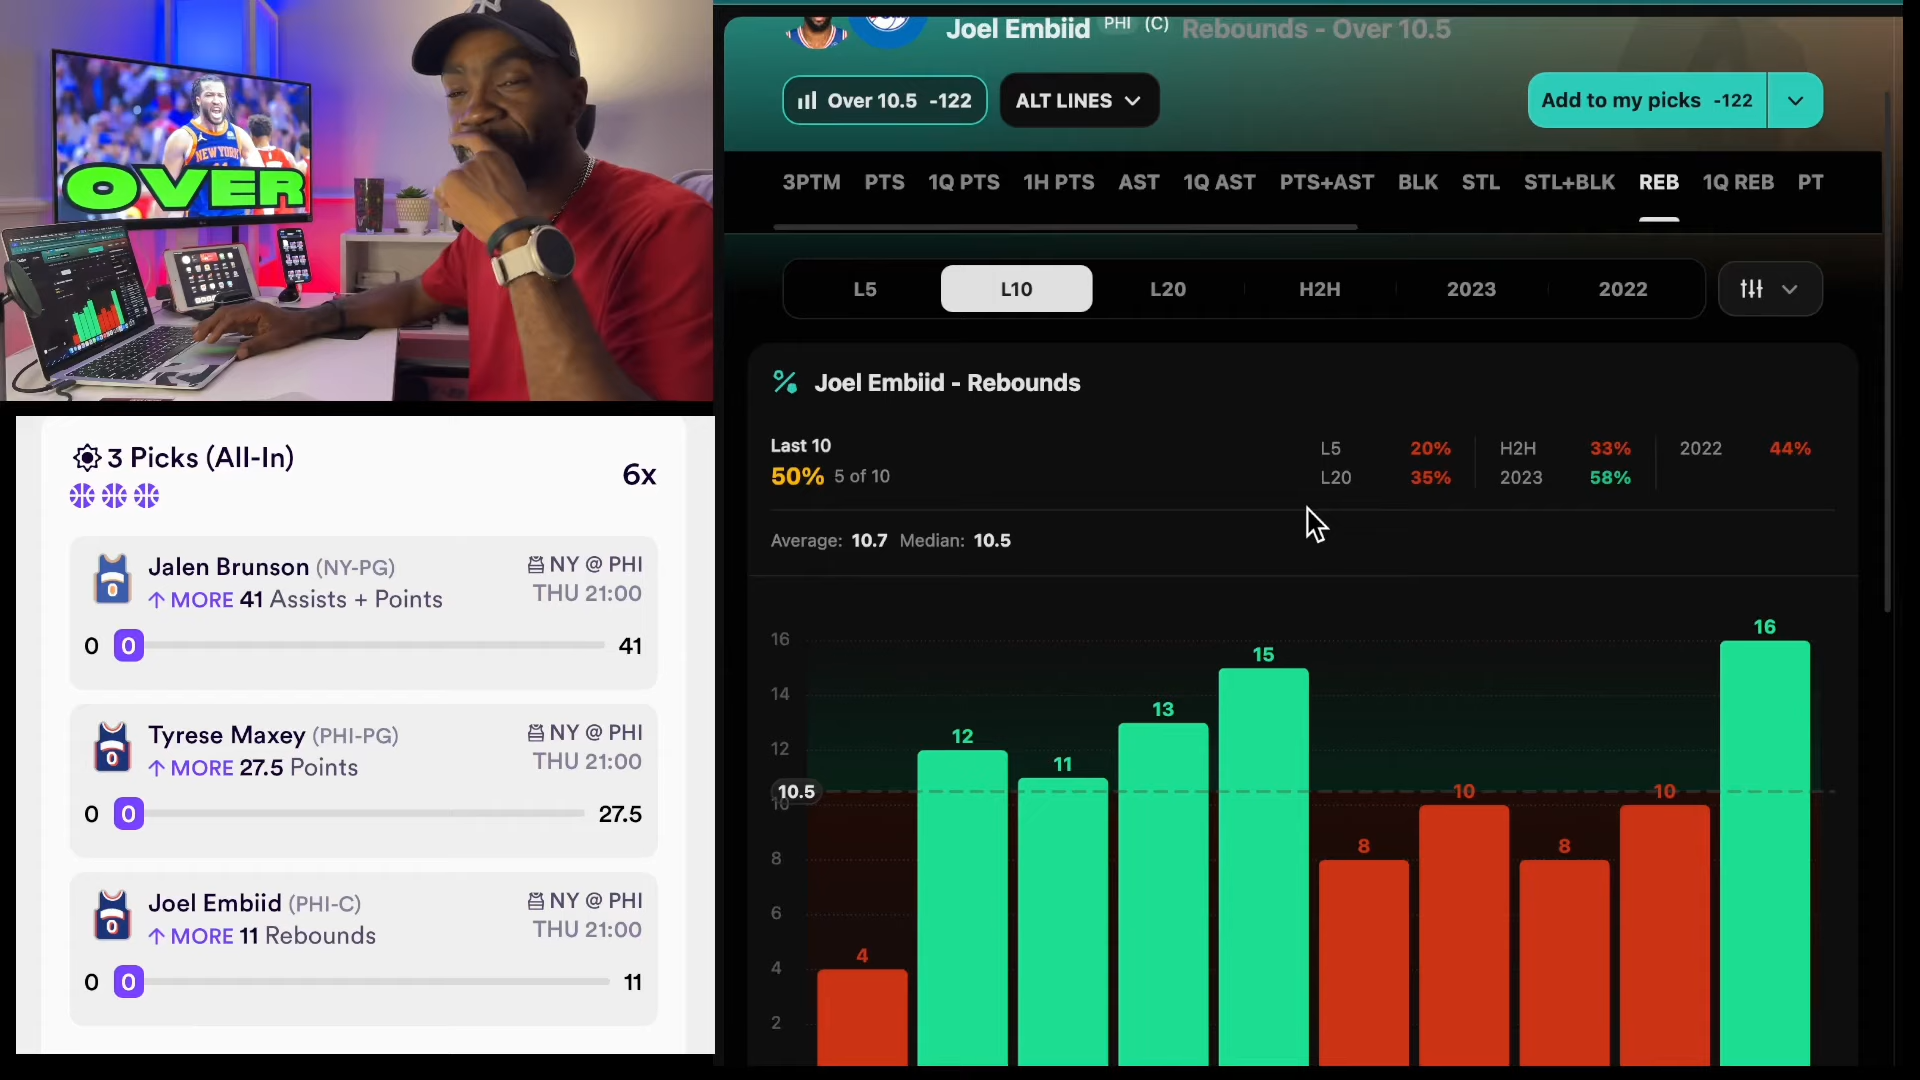 OVER
NEW YORK
3 Picks (All-In)
6x
Jalen Brunson (NY-PG)
NY @ PHI
↑ MORE 41 Assists + Points
THU 21:00
0 0 41
Tyrese Maxey (PHI-PG)
NY @ PHI
↑ MORE 27.5 Points
THU 21:00
0 0 27.5
Joel Embiid (PHI-C)
NY @ PHI
↑ MORE 11 Rebounds
THU 21:00
0 0 11
Joel Embiid PHI (C) Rebounds - Over 10.5
Over 10.5 -122
ALT LINES
Add to my picks -122
3PTM PTS 1Q PTS 1H PTS AST 1Q AST PTS+AST BLK STL STL+BLK REB 1Q REB PT
L5 L10 L20 H2H 2023 2022
Joel Embiid - Rebounds
Last 10
50% 5 of 10
L5 20% H2H 33% 2022 44%
L20 35% 2023 58%
Average: 10.7 Median: 10.5
16
14
12
10.5
10
8
6
4
2
4
12
11
13
15
8
10
8
10
16